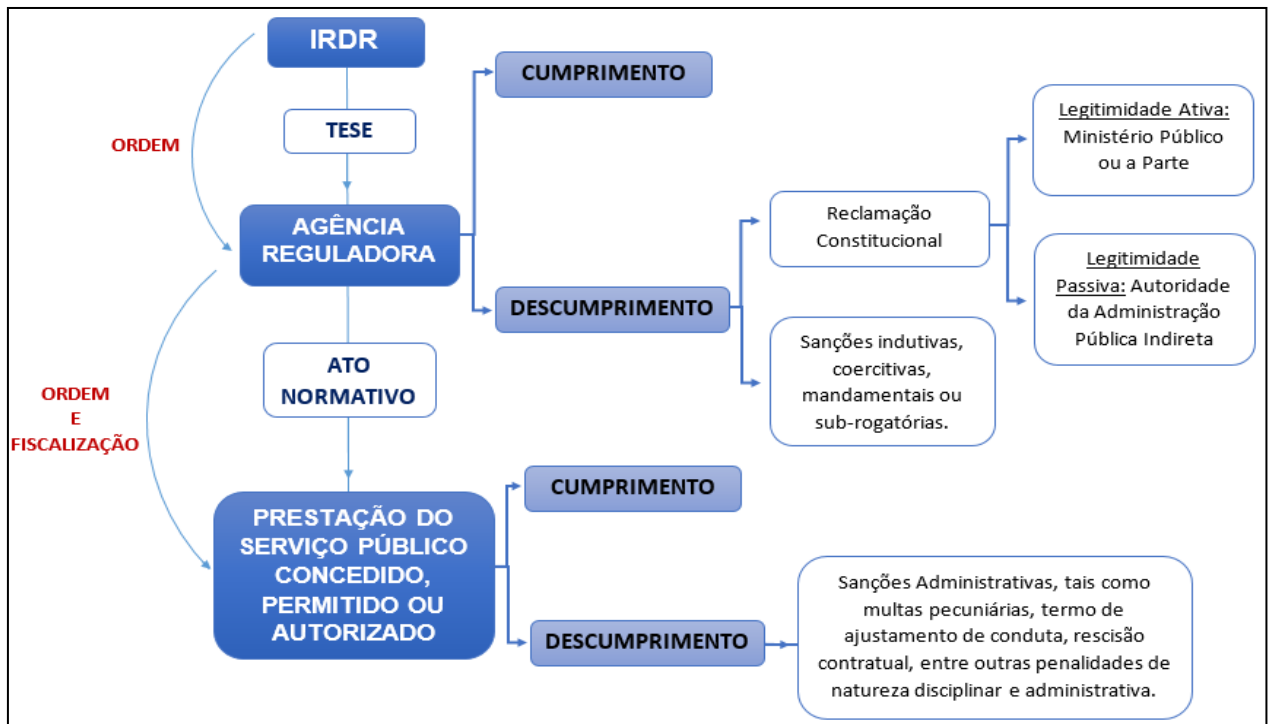 IRDR
TESE
ORDEM
AGÊNCIA
REGULADORA
CUMPRIMENTO
DESCUMPRIMENTO
Reclamação
Constitucional
Legitimidade Ativa:
Ministério Público
ou a Parte
Legitimidade
Passiva: Autoridade
da Administração
Pública Indireta
Sanções indutivas,
coercitivas,
mandamentais ou
sub-rogatórias.
ATO
NORMATIVO
ORDEM
E
FISCALIZAÇÃO
PRESTAÇÃO DO
SERVIÇO PÚBLICO
CONCEDIDO,
PERMITIDO OU
AUTORIZADO
CUMPRIMENTO
DESCUMPRIMENTO
Sanções Administrativas, tais como
multas pecuniárias, termo de
ajustamento de conduta, rescisão
contratual, entre outras penalidades de
natureza disciplinar e administrativa.